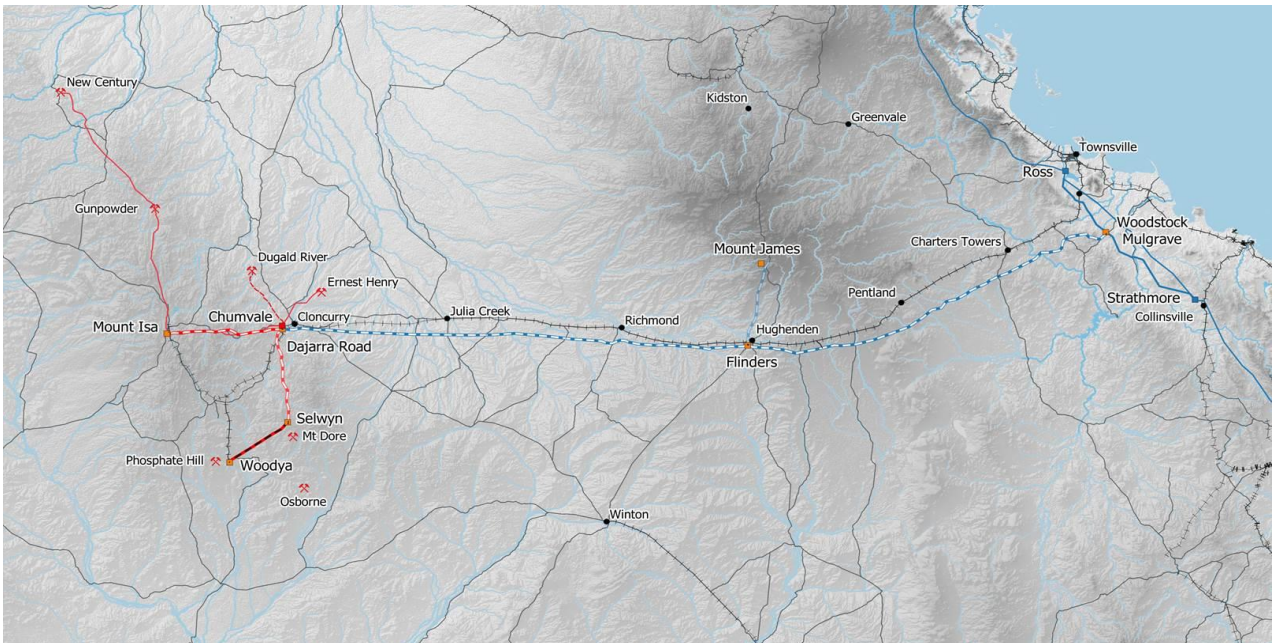 New Century
Kidston
Greenvale
Townsville
Ross
Gunpowder
Woodstock
Mulgrave
Charters Towers
Mount James
Dugald River
Ernest Henry
Pentland
Strathmore
Collinsville
Chumvale
Cloncurry
Julia Creek
Richmond
Mount Isa
Hughenden
Dajarra Road
Flinders
Selwyn
Mt Dore
Phosphate Hill
Woodya
Osborne
Winton